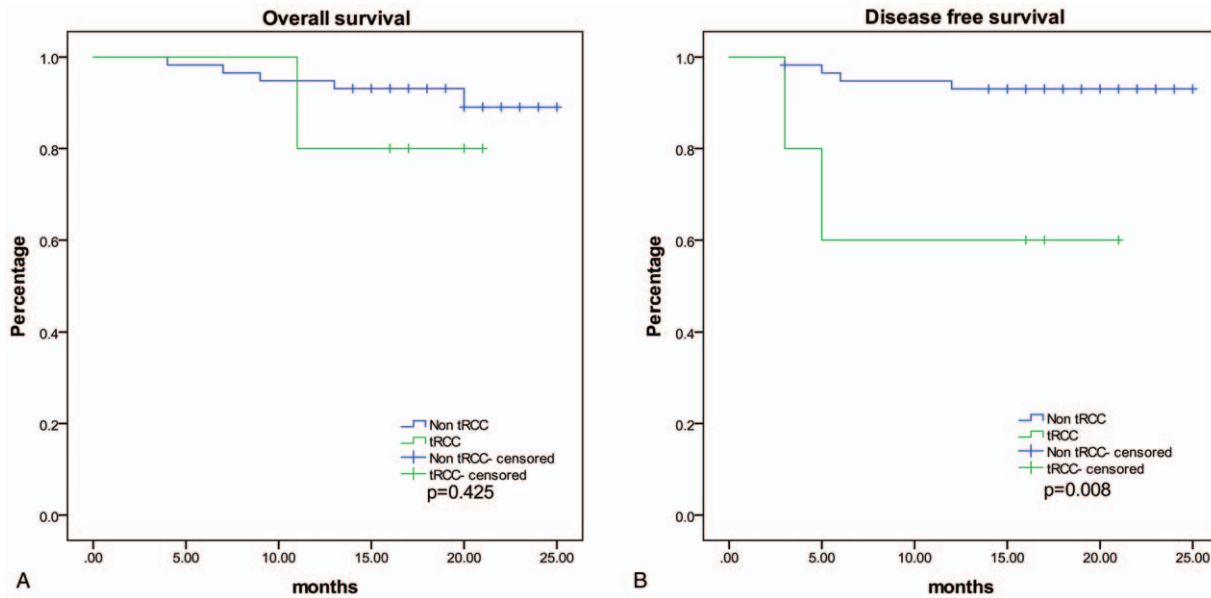 Overall survival
Percentage
1.0
0.8
0.6
0.4
0.2
0.0
Non tRCC
tRCC
Non tRCC- censored
tRCC- censored
p=0.425
.00 5.00 10.00 15.00 20.00 25.00
months
A
Disease free survival
Percentage
1.0
0.8
0.6
0.4
0.2
0.0
Non tRCC
tRCC
Non tRCC- censored
tRCC- censored
p=0.008
.00 5.00 10.00 15.00 20.00 25.00
months
B